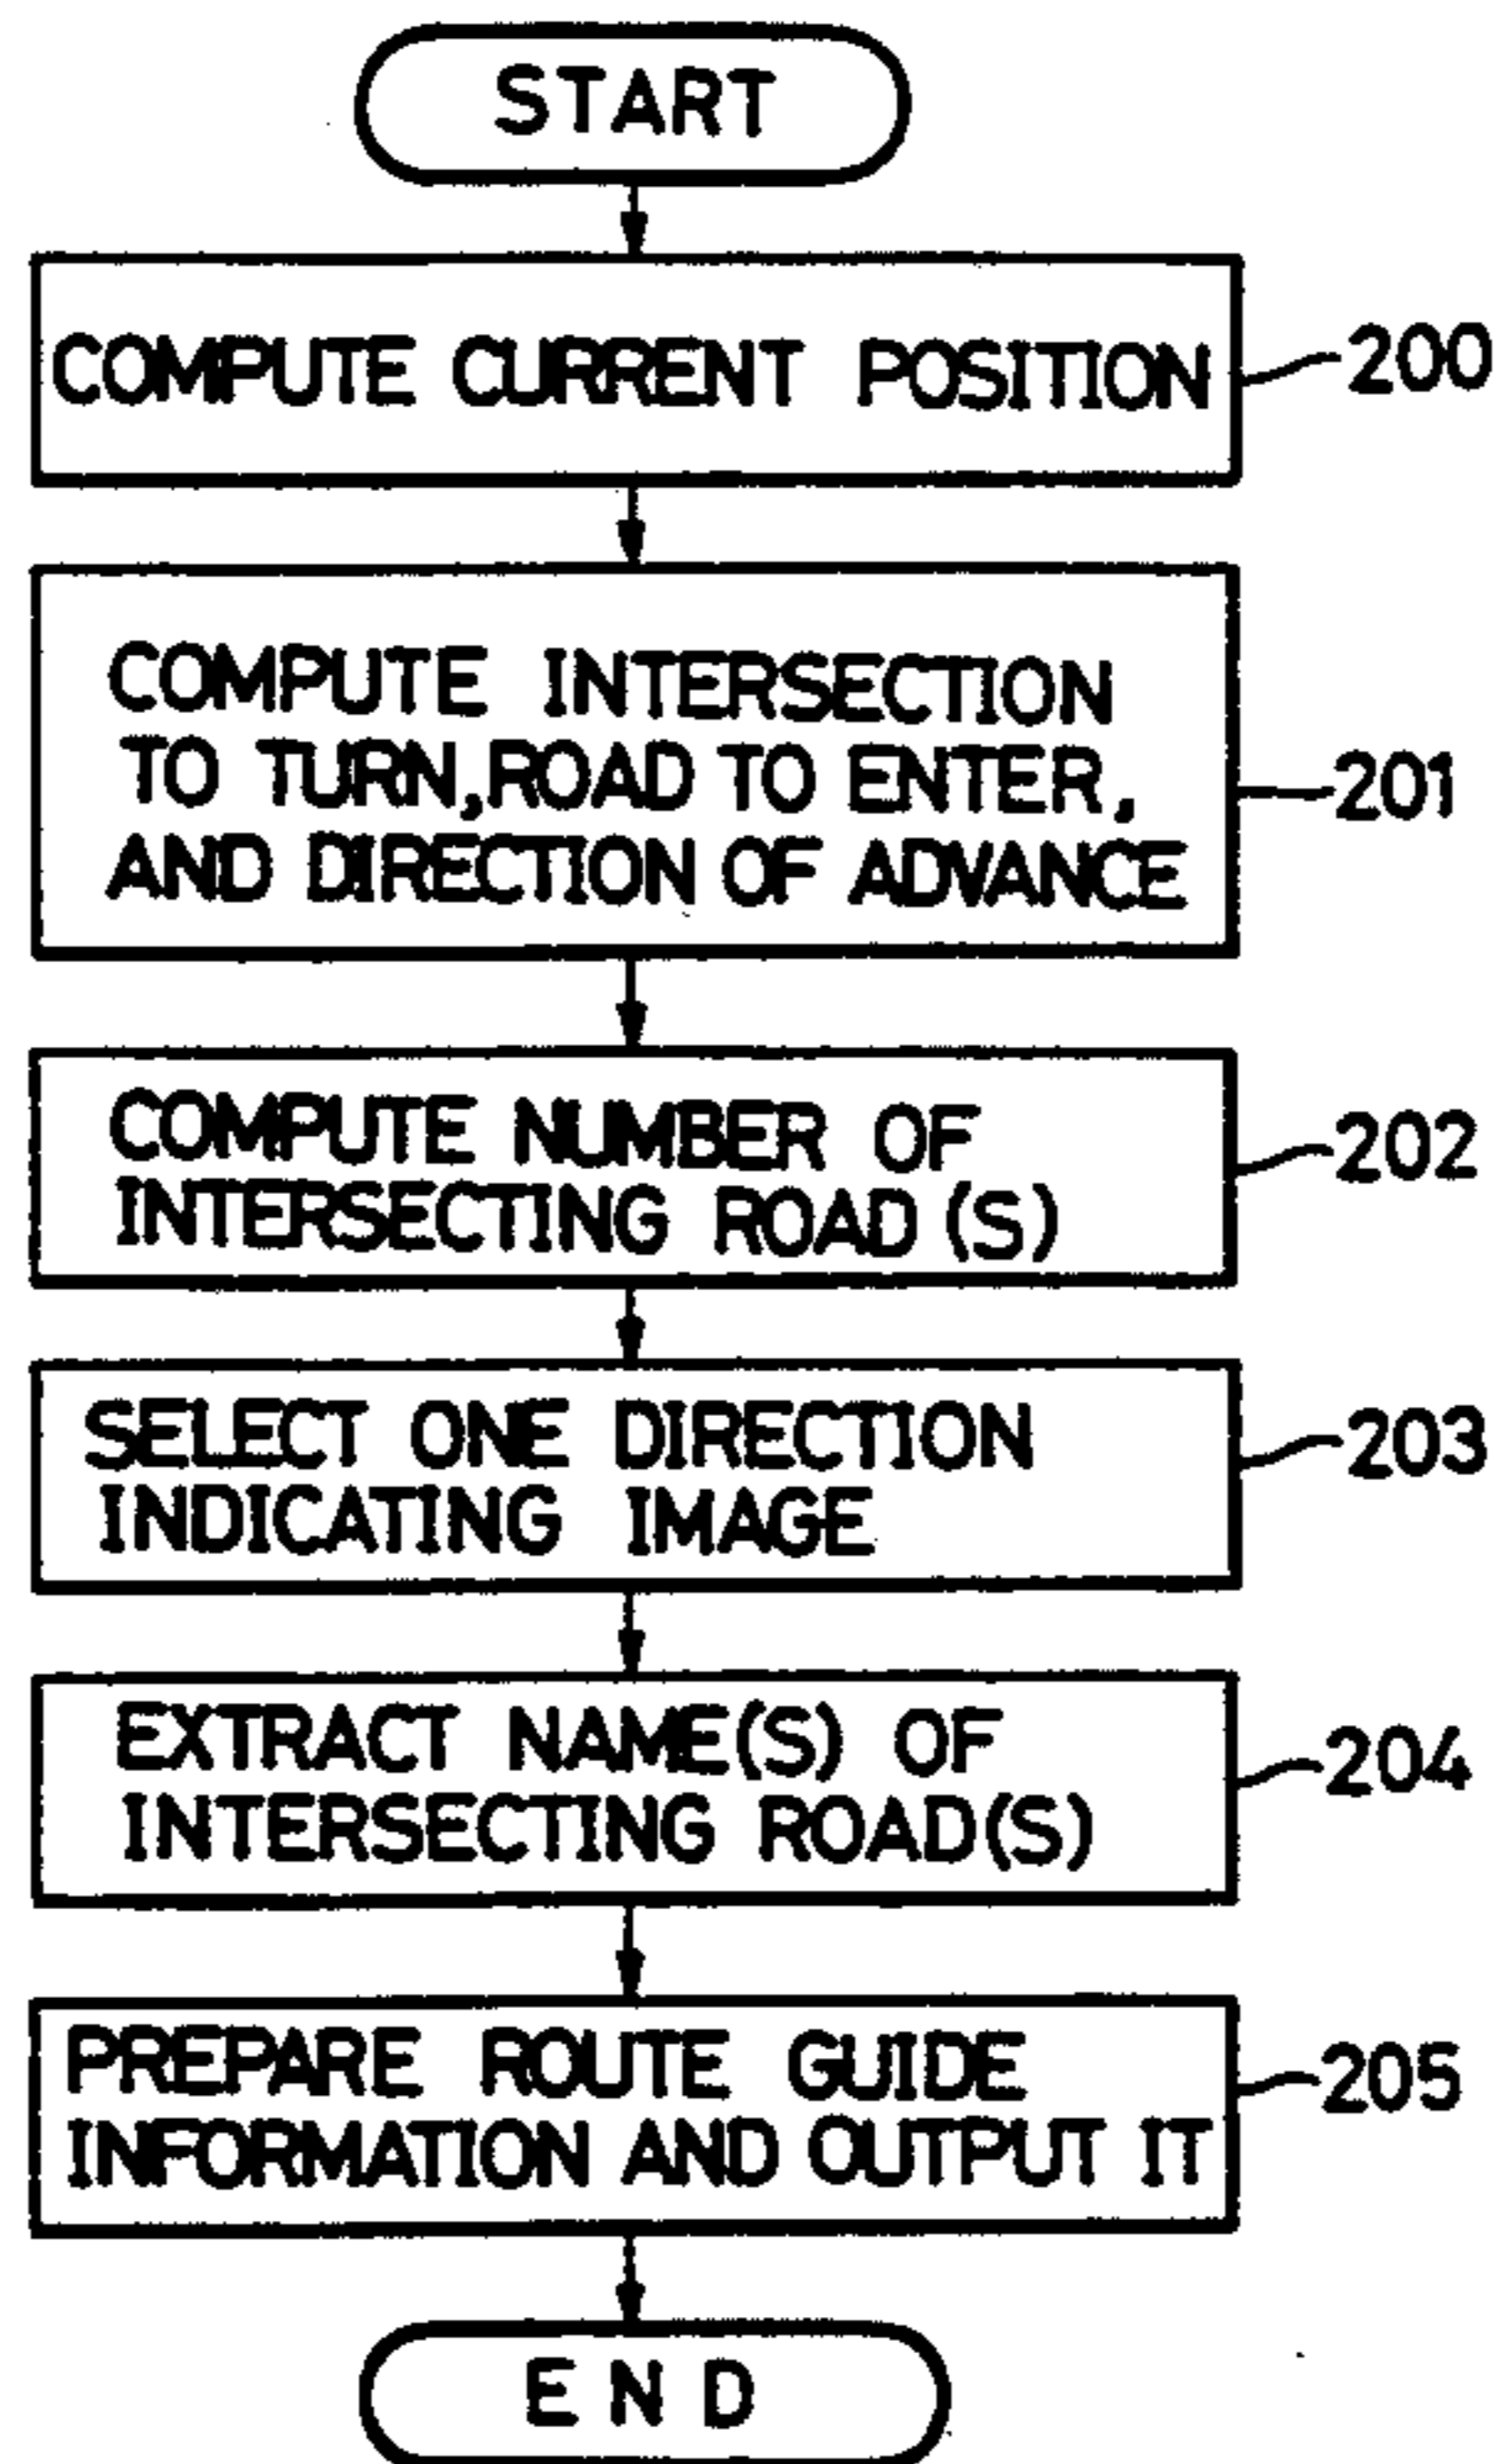 START
COMPUTE CURRENT POSITION
200
COMPUTE INTERSECTION
TO TURN,ROAD TO ENTER,
AND DIRECTION OF ADVANCE
201
COMPUTE NUMBER OF
INTERSECTING ROAD(S)
202
SELECT ONE DIRECTION
INDICATING IMAGE
203
EXTRACT NAME(S) OF
INTERSECTING ROAD(S)
204
PREPARE ROUTE GUIDE
INFORMATION AND OUTPUT IT
205
END